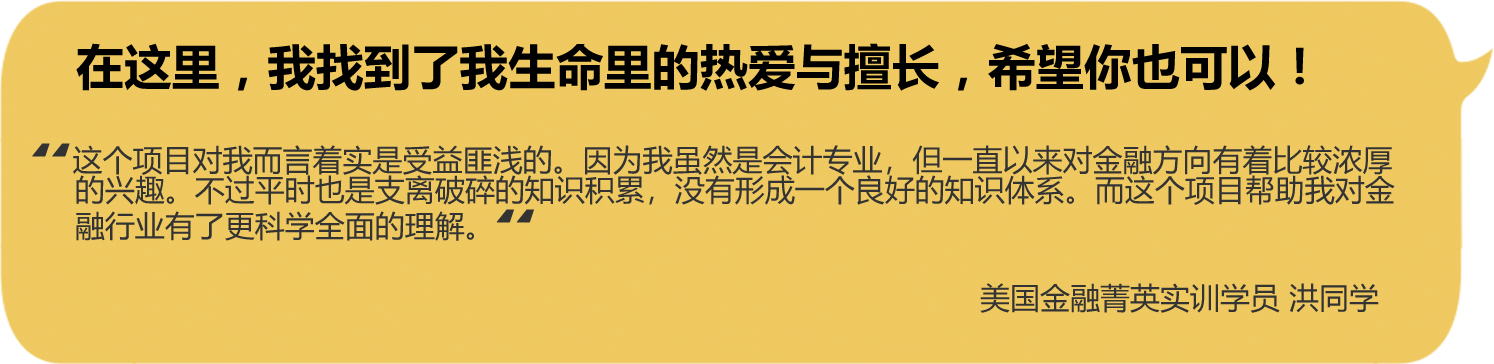 在这里，我找到了我生命里的热爱与擅长，希望你也可以！
“这个项目对我而言着实是受益匪浅的。因为我虽然是会计专业，但一直以来对金融方向有着比较浓厚
的兴趣。不过平时也是支离破碎的知识积累，没有形成一个良好的知识体系。而这个项目帮助我对金
融行业有了更科学全面的理解。“
美国金融菁英实训学员 洪同学